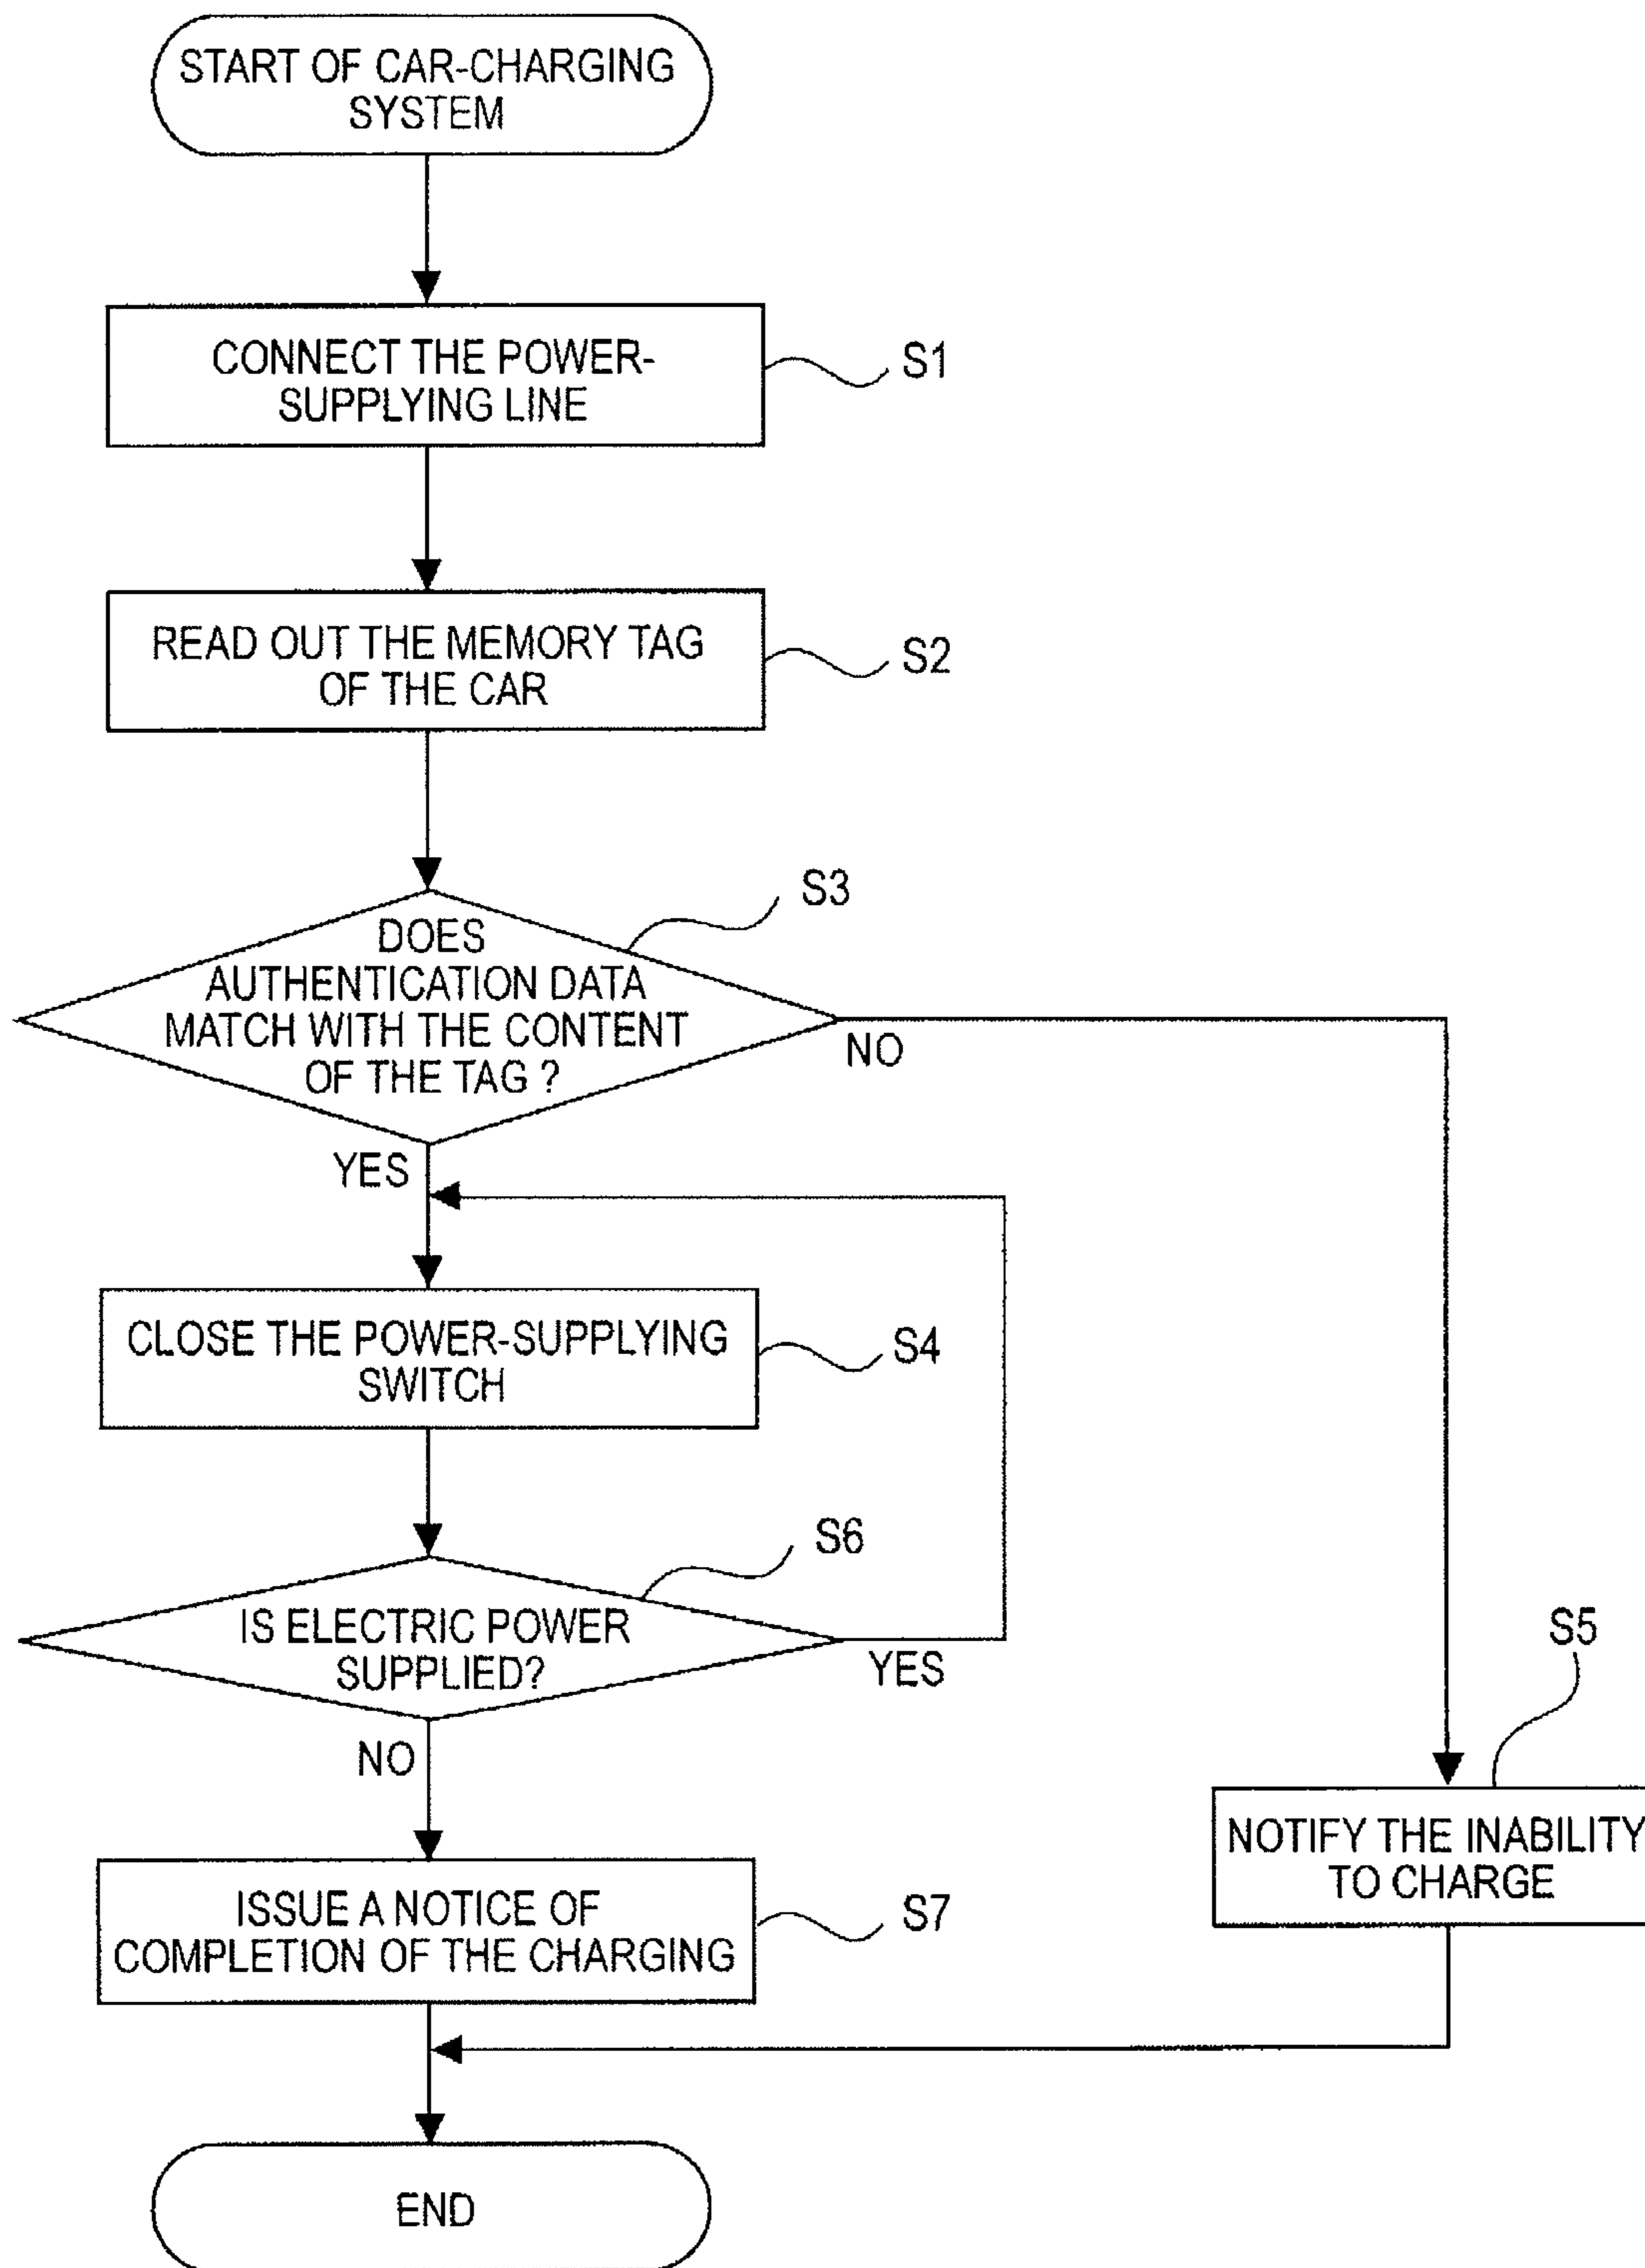 START OF CAR-CHARGING
SYSTEM
CONNECT THE POWER-
SUPPLYING LINE
S1
READ OUT THE MEMORY TAG
OF THE CAR
S2
S3
DOES
AUTHENTICATION DATA
MATCH WITH THE CONTENT
OF THE TAG ?
NO
YES
CLOSE THE POWER-SUPPLYING
SWITCH
S4
S6
IS ELECTRIC POWER
SUPPLIED?
YES
NO
S5
NOTIFY THE INABILITY
TO CHARGE
ISSUE A NOTICE OF
COMPLETION OF THE CHARGING
S7
END